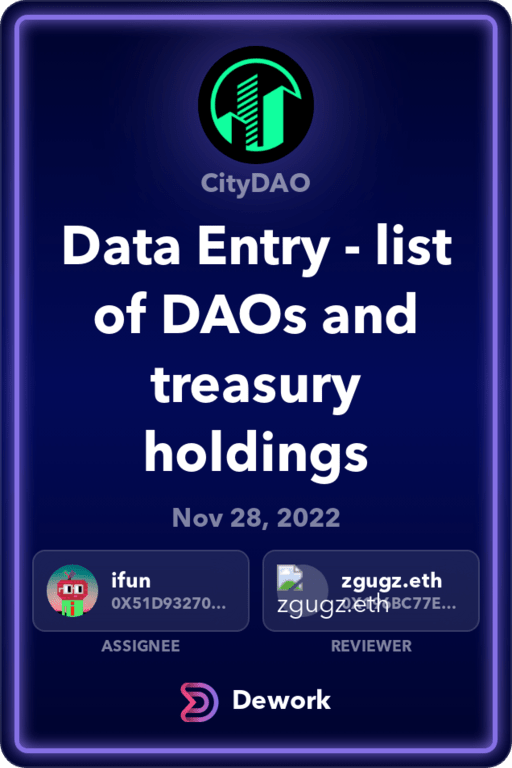 CityDAO
Data Entry - list
of DAOs and
treasury
holdings
Nov 28, 2022
ifun
0X51D93270...
zgugz.eth
zgugz.eth
ASSIGNEE
REVIEWER
Dework